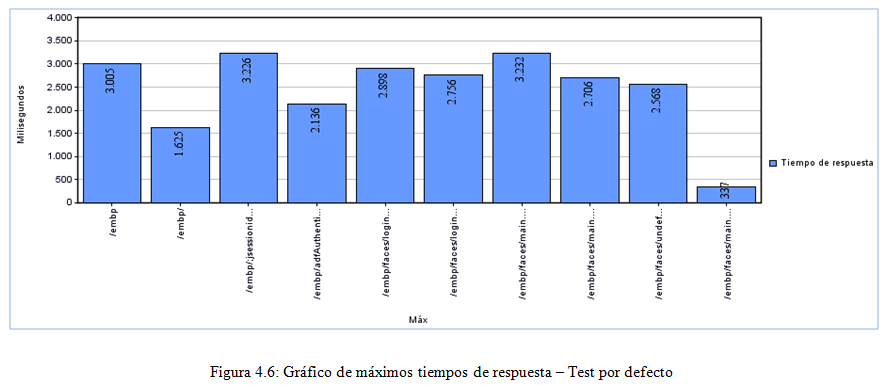 4.000
3.500
3.000
2.500
2.000
1.500
1.000
500
0
Milisegundos
3.005
1.625
3.226
2.136
2.898
2.756
3.232
2.706
2.568
337
/embp
/embp/
/embp/;jsessionid...
/embp/adfAuthenti...
/embp/faces/login...
/embp/faces/login...
/embp/faces/main....
/embp/faces/main....
/embp/faces/undef...
/embp/faces/main....
Máx
Tiempo de respuesta
Figura 4.6: Gráfico de máximos tiempos de respuesta – Test por defecto